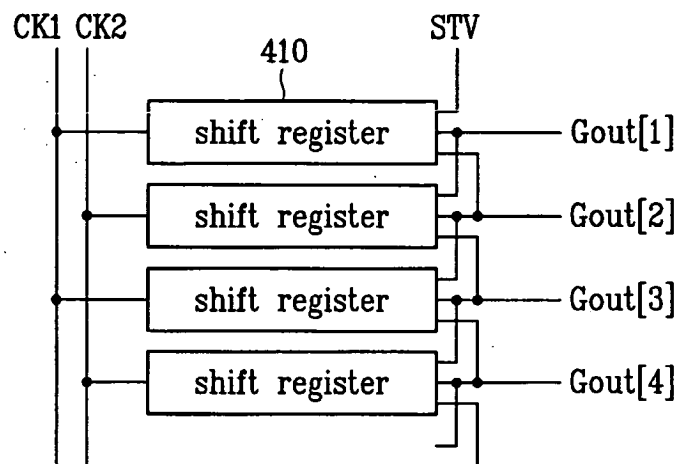 CK1 CK2 STV
410
shift register Gout[1]
shift register Gout[2]
shift register Gout[3]
shift register Gout[4]